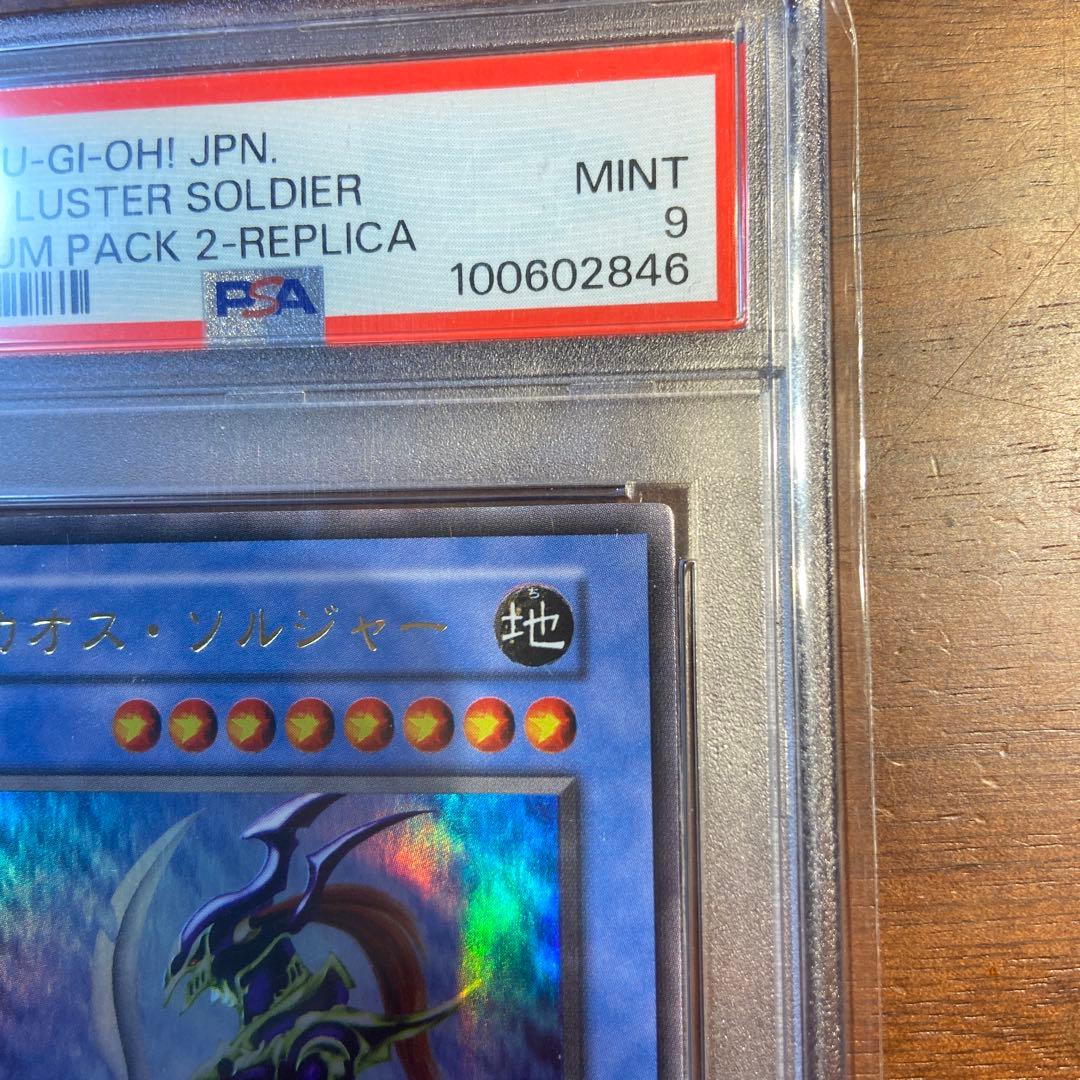 U-GI-OH! JPN.
LUSTER SOLDIER
UM PACK 2-REPLICA
MINT
9
100602846
PSA
カオス・ソルジャー
ち
地